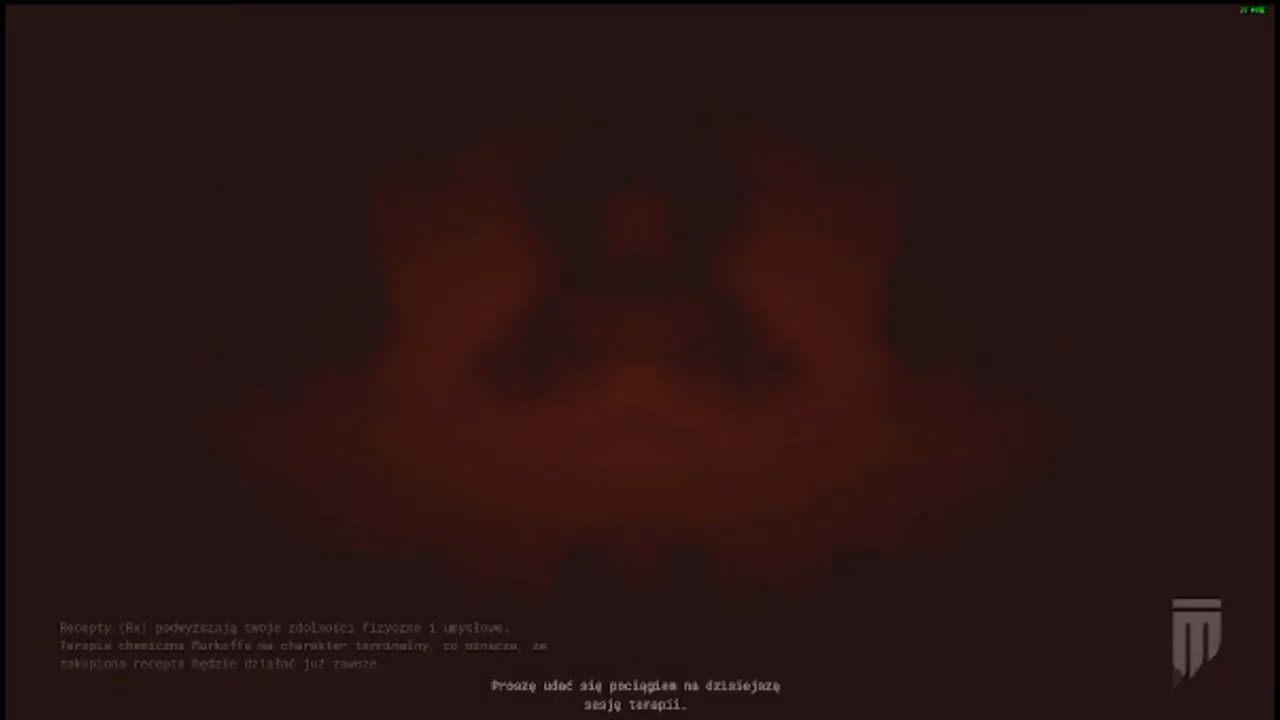 Recepty (Rx) podwyższają twoje zdolności fizyczne i umysłowe.
Terapia chemiczna Murkoffa ma charakter terminalny, co oznacza, że
zakupiona recepta będzie działać już zawsze.
Proszę udać się pociągiem na dzisiejszą
sesję terapii.